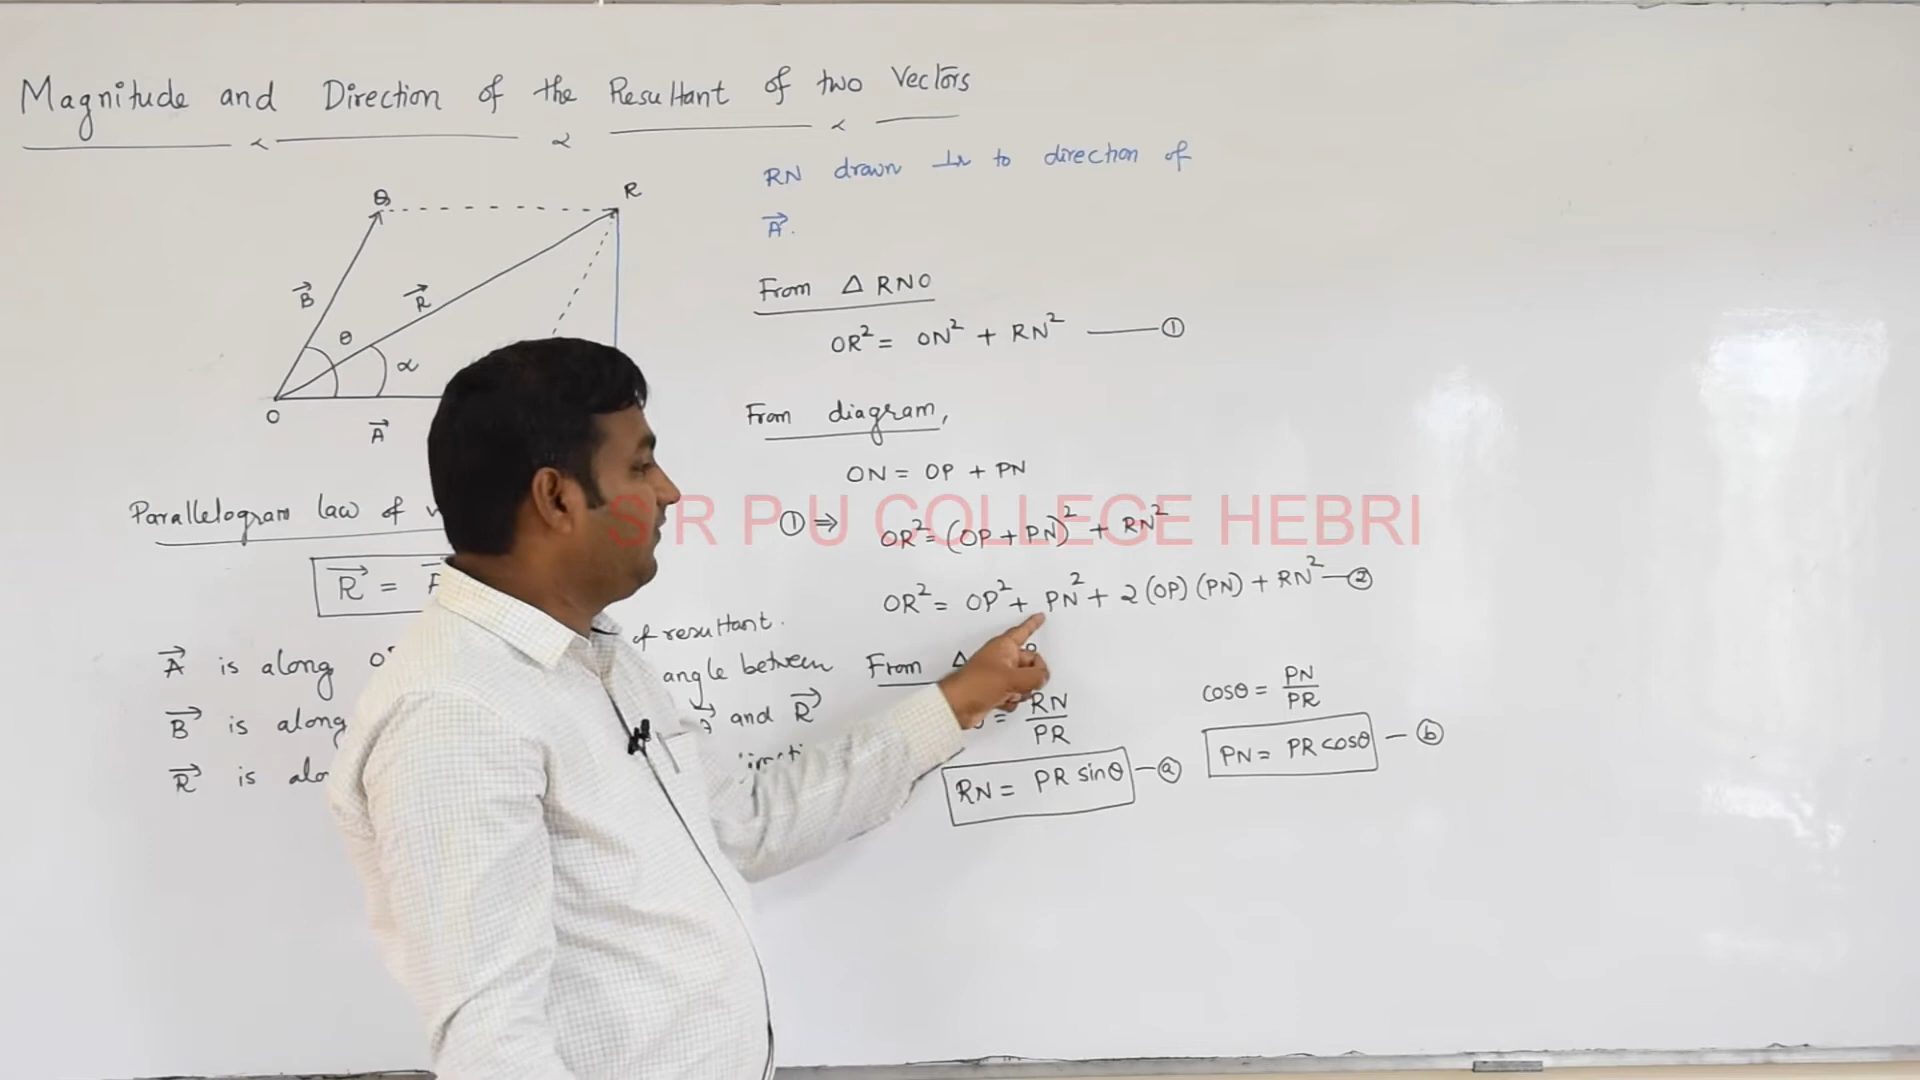 Magnitude and Direction of the Resultant of two Vectors
RN drawn ⊥r to direction of
A⃗.
Q
R
B⃗
R⃗
θ
α
O
A⃗
From △ RNO
OR² = ON² + RN² —— ①
From diagram,
ON = OP + PN
① ⇒ OR² = (OP + PN)² + RN²
OR² = OP² + PN² + 2 (OP) (PN) + RN² — ②
Parallelogram law of
R⃗ =
A⃗ is along
B⃗ is along
R⃗ is
of resultant.
angle between
and R⃗
From △
= RN/PR
RN = PR sinθ — ⓐ
cosθ = PN/PR
PN = PR cosθ — ⓑ
SR PU COLLEGE HEBRI